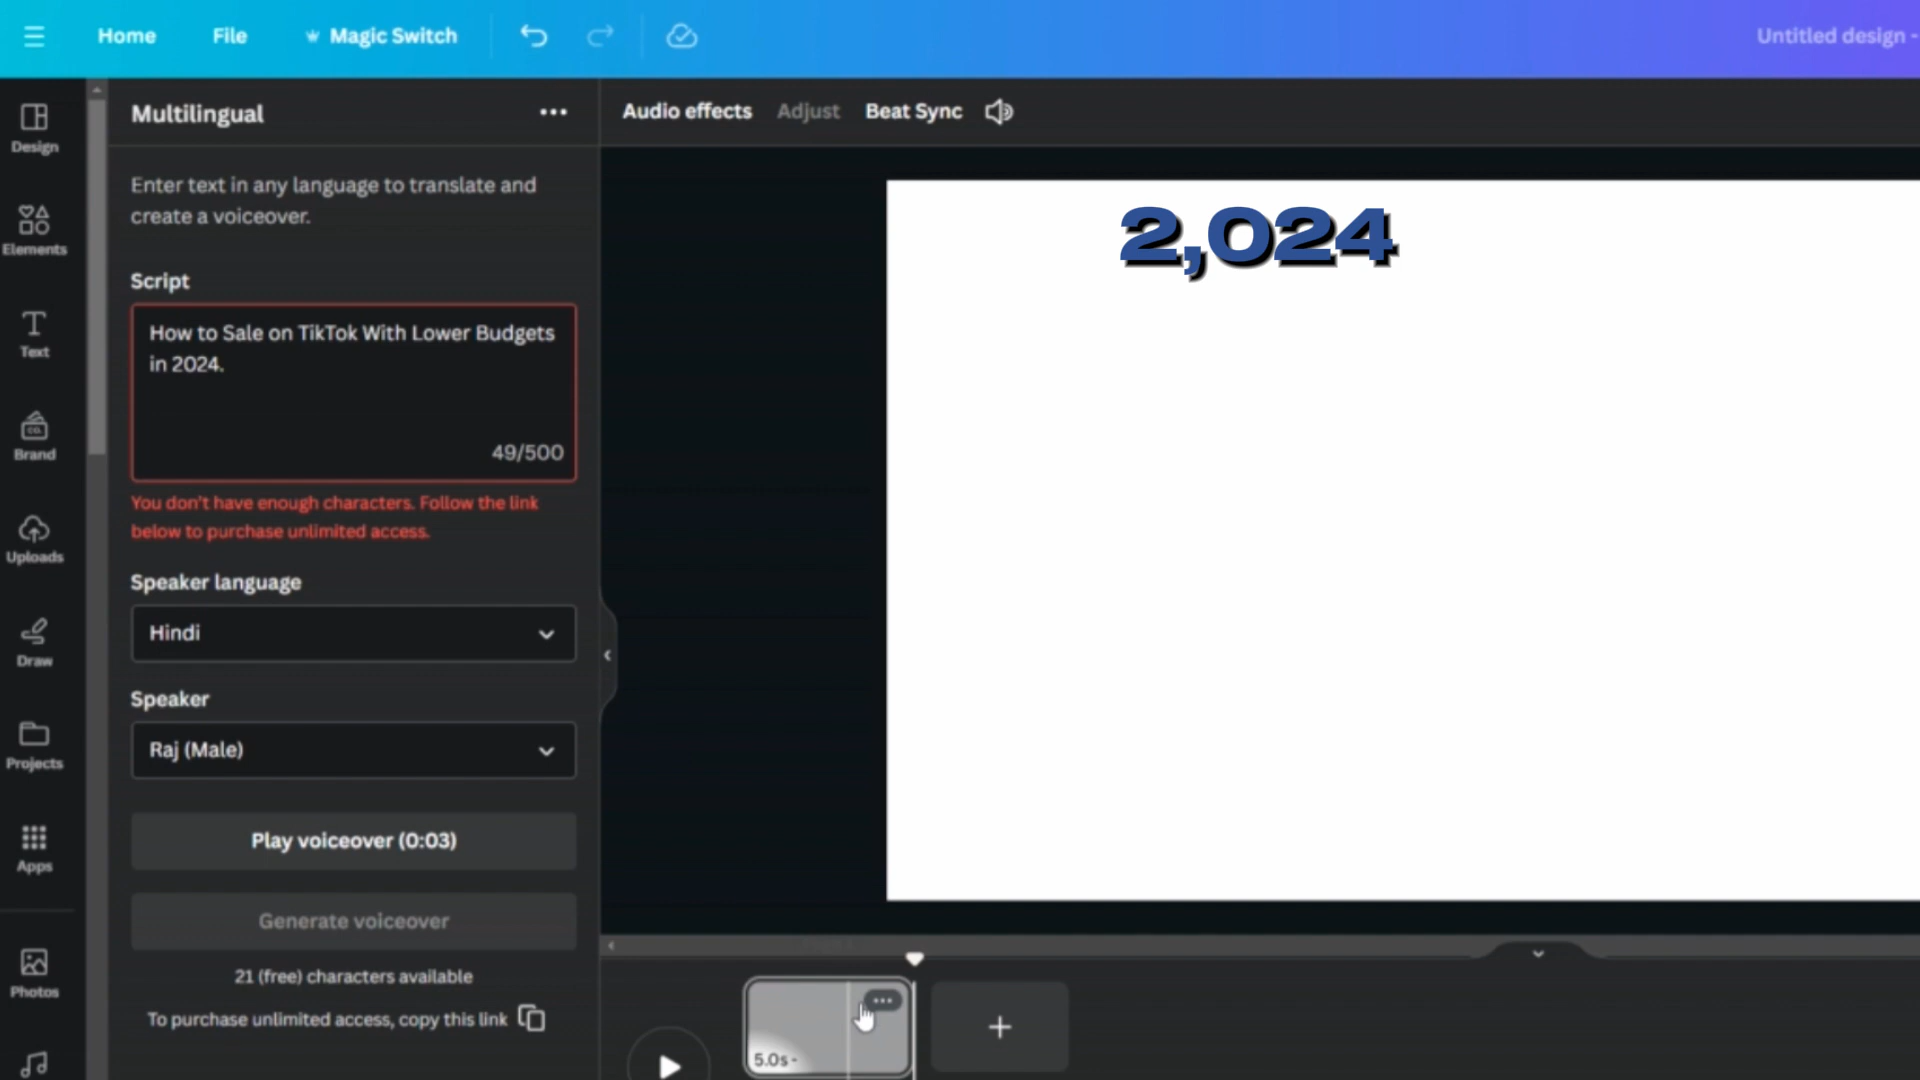 Home File Magic Switch Untitled design -
Multilingual
Audio effects Adjust Beat Sync
Design
Elements
Text
Brand
CO.
Uploads
Draw
Projects
Apps
Photos
Enter text in any language to translate and
create a voiceover.
Script
How to Sale on TikTok With Lower Budgets
in 2024.
49/500
You don't have enough characters. Follow the link
below to purchase unlimited access.
Speaker language
Hindi
Speaker
Raj (Male)
Play voiceover (0:03)
Generate voiceover
21 (free) characters available
To purchase unlimited access, copy this link
2,024
5.0s -